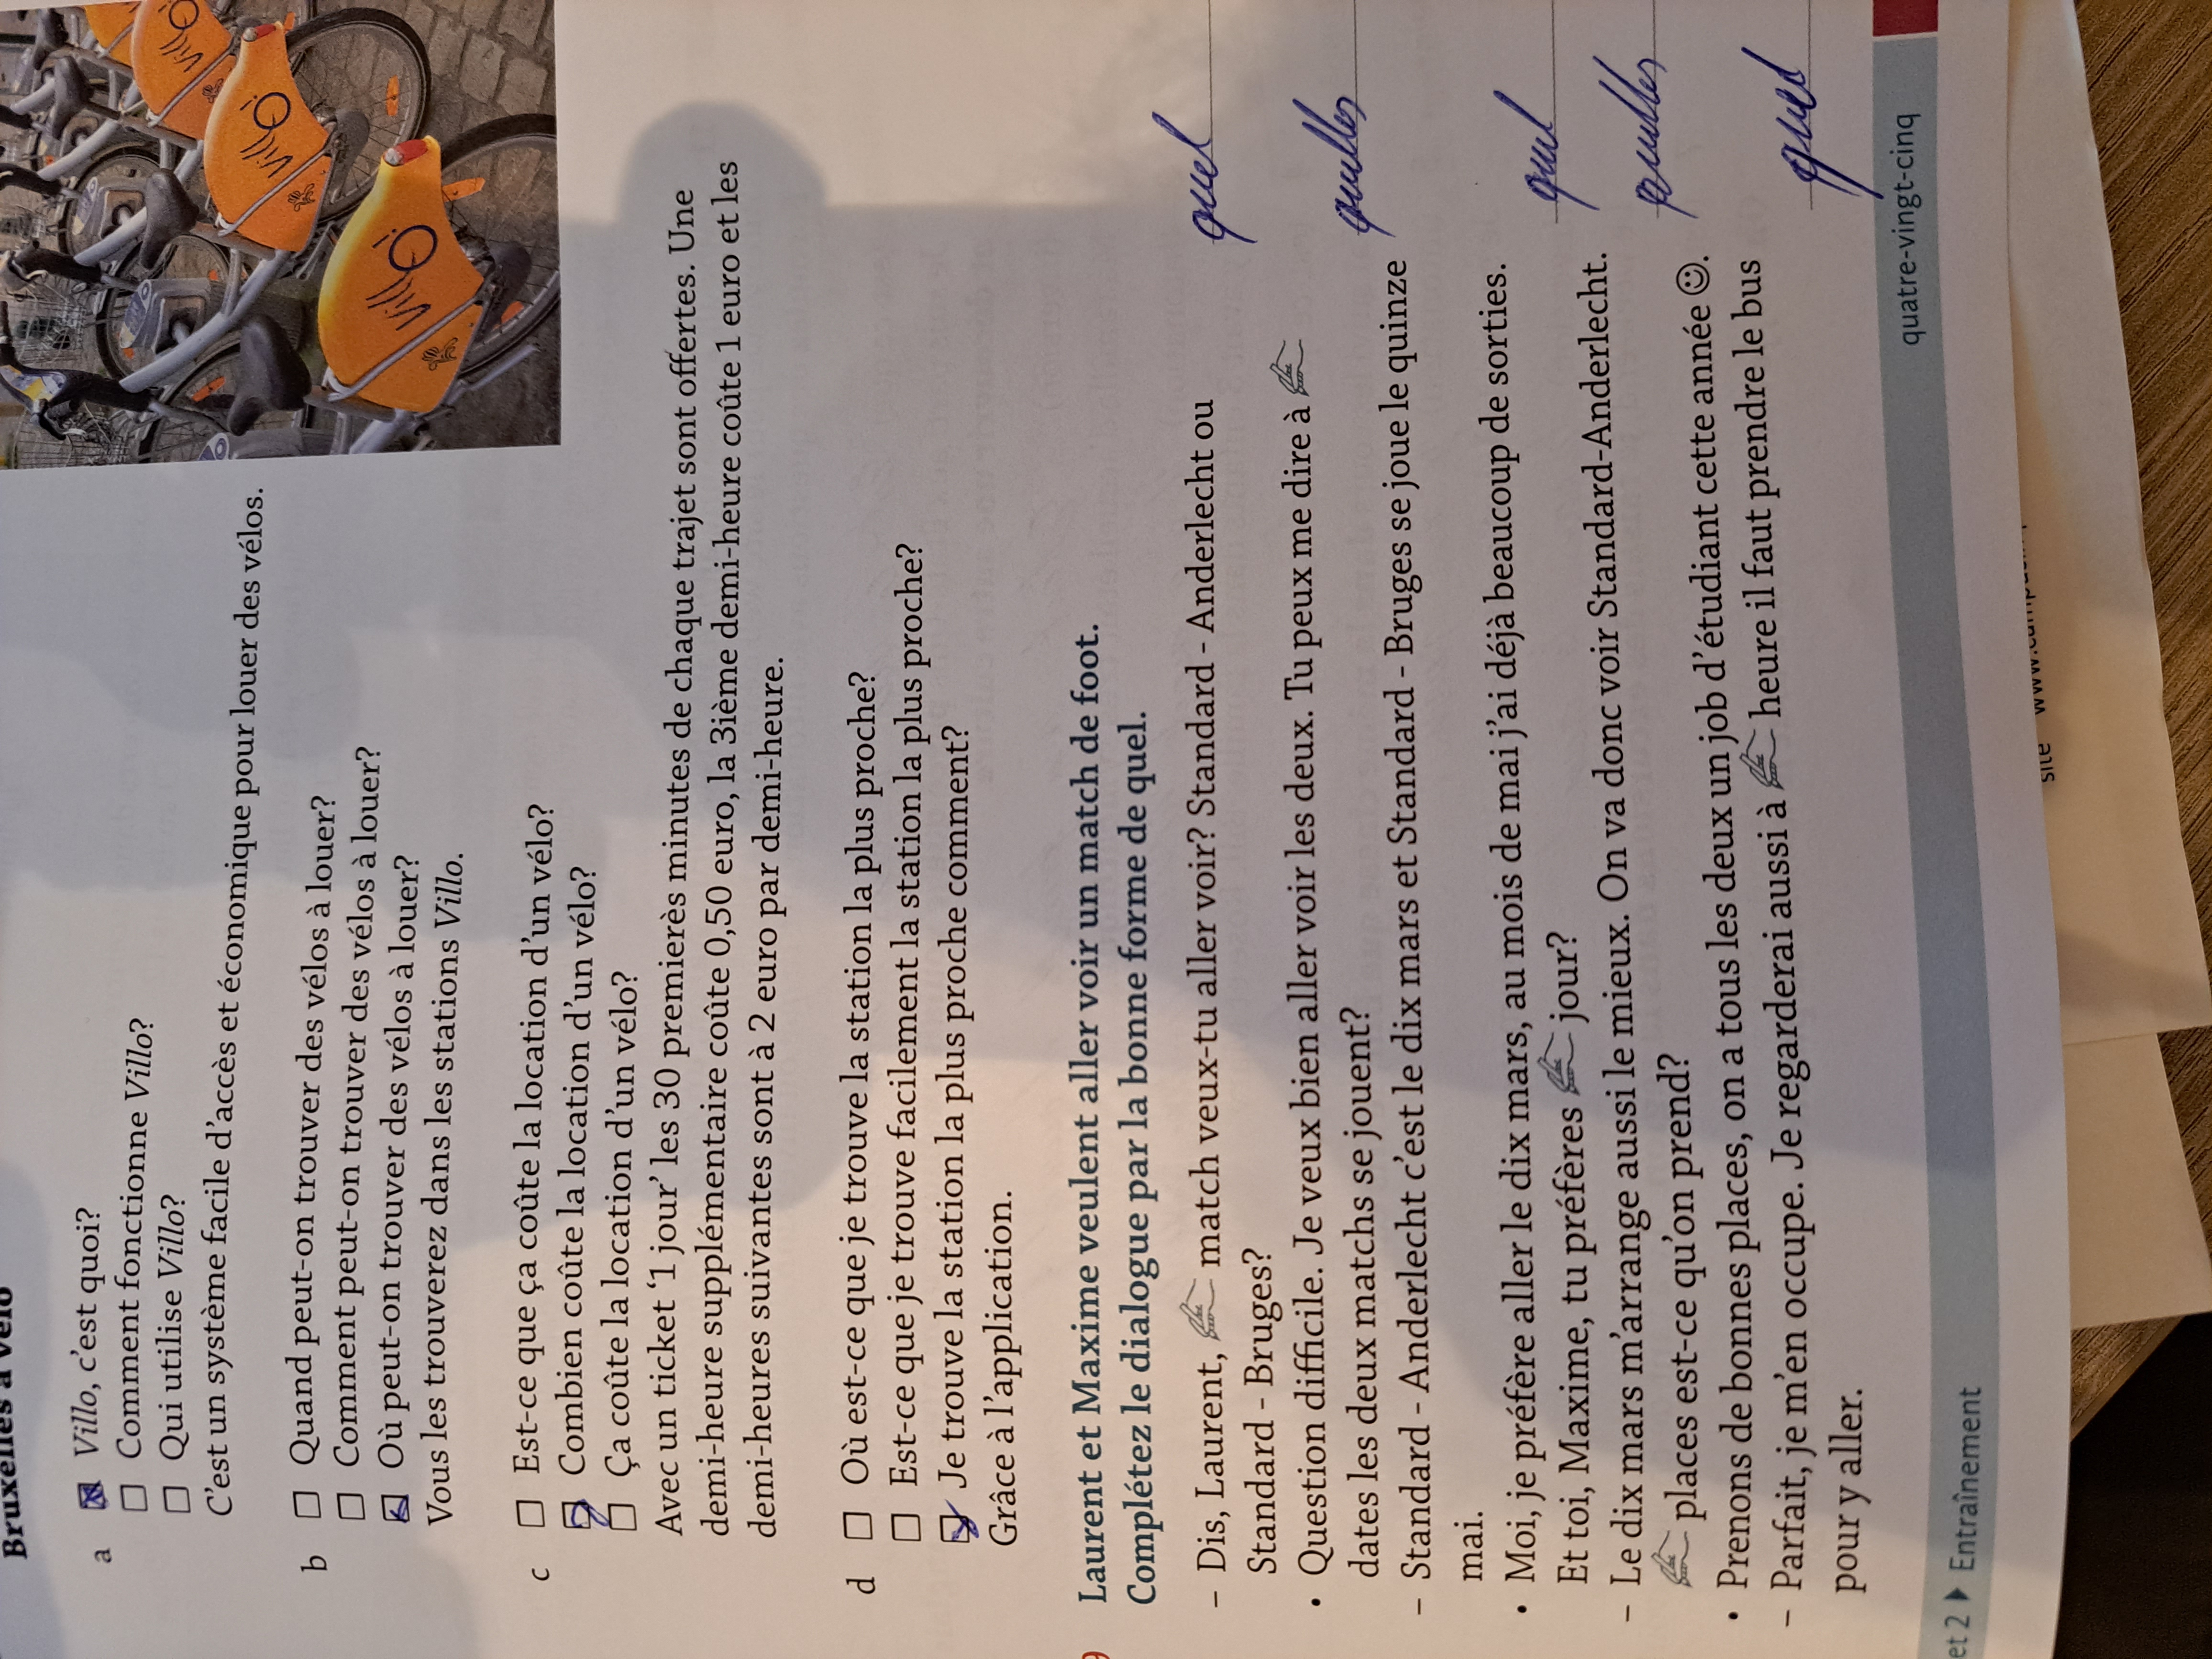 Bruxelles à vélo
a Villo, c'est quoi?
Comment fonctionne Villo?
Qui utilise Villo?
C'est un système facile d'accès et économique pour louer des vélos.
b Quand peut-on trouver des vélos à louer?
Comment peut-on trouver des vélos à louer?
Où peut-on trouver des vélos à louer?
Vous les trouverez dans les stations Villo.
c Est-ce que ça coûte la location d'un vélo?
Combien coûte la location d'un vélo?
Ça coûte la location d'un vélo?
Avec un ticket '1 jour' les 30 premierès minutes de chaque trajet sont offertes. Une
demi-heure supplémentaire coûte 0,50 euro, la 3ième demi-heure coûte 1 euro et les
demi-heures suivantes sont à 2 euro par demi-heure.
d Où est-ce que je trouve la station la plus proche?
Est-ce que je trouve facilement la station la plus proche?
Je trouve la station la plus proche comment?
Grâce à l'application.
Villo!
Villo!
Villo!
9 Laurent et Maxime veulent aller voir un match de foot.
Complétez le dialogue par la bonne forme de quel.
– Dis, Laurent, match veux-tu aller voir? Standard - Anderlecht ou quel
Standard - Bruges?
• Question difficile. Je veux bien aller voir les deux. Tu peux me dire à
dates les deux matchs se jouent? quelles
– Standard - Anderlecht c'est le dix mars et Standard - Bruges se joue le quinze
mai.
• Moi, je préfère aller le dix mars, au mois de mai j'ai déjà beaucoup de sorties.
Et toi, Maxime, tu préfères jour? quel
– Le dix mars m'arrange aussi le mieux. On va donc voir Standard-Anderlecht.
places est-ce qu'on prend? quelles
• Prenons de bonnes places, on a tous les deux un job d'étudiant cette année ☺.
– Parfait, je m'en occupe. Je regarderai aussi à heure il faut prendre le bus quel
pour y aller.
quatre-vingt-cinq
et 2 ▶ Entraînement
site